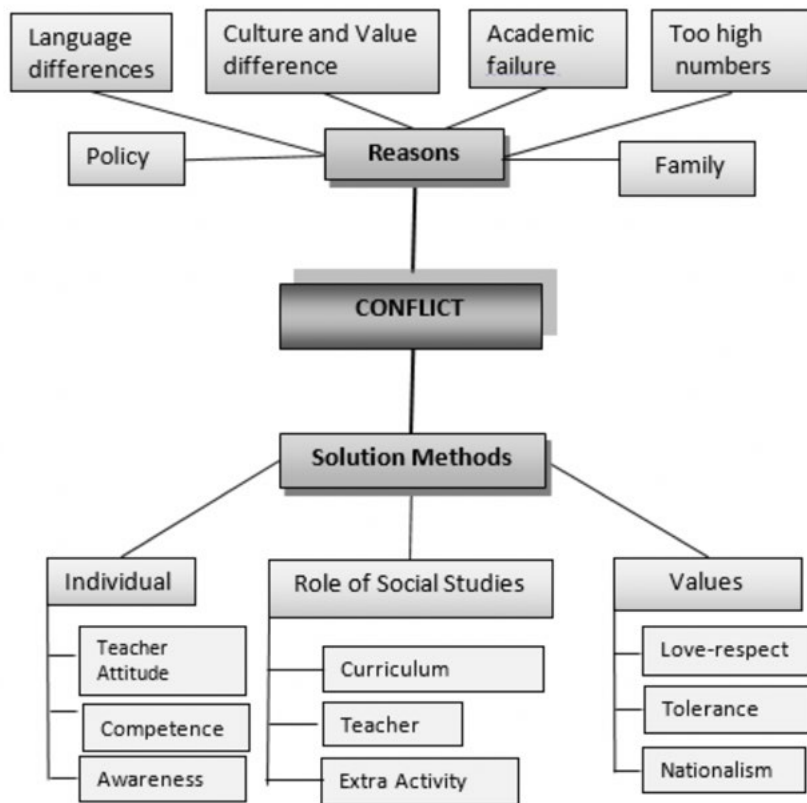 Language
differences
Culture and Value
difference
Academic
failure
Too high
numbers
Policy
Reasons
Family
CONFLICT
Solution Methods
Individual
Role of Social Studies
Values
Teacher
Attitude
Competence
Awareness
Curriculum
Teacher
Extra Activity
Love-respect
Tolerance
Nationalism